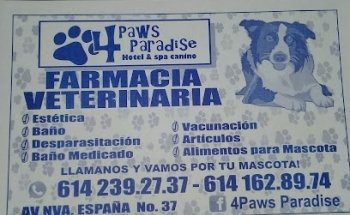 4 PAWS
Paradise
Hotel & spa canino
FARMACIA
VETERINARIA
Estética
Baño
Desparasitación
Baño Medicado
Vacunación
Artículos
Alimentos para Mascota
LLAMANOS Y VAMOS POR TU MASCOTA!
614 239.27.37 - 614 162.89.74
AV NVA. ESPAÑA No. 37
4Paws Paradise